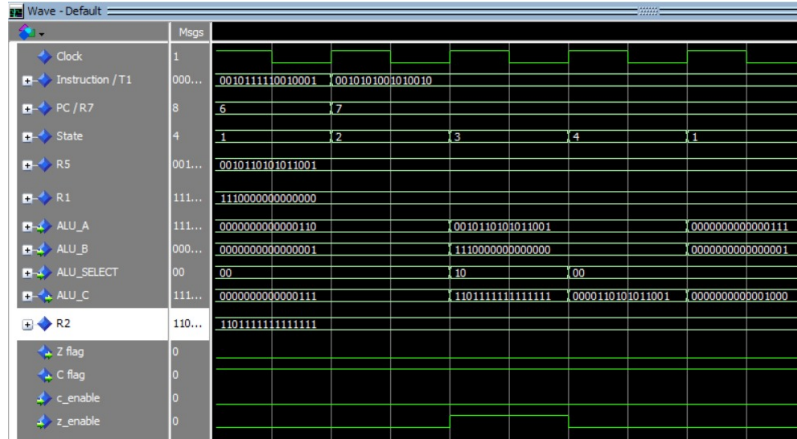 Wave - Default
Msgs
Clock 1
Instruction / T1 000... 0010111110010001 0010101001010010
PC / R7 8 6 7
State 4 1 2 3 4 1
R5 001... 0010110101011001
R1 111... 1110000000000000
ALU_A 111... 0000000000000110 0010110101011001 0000000000000111
ALU_B 000... 0000000000000001 1110000000000000 0000000000000001
ALU_SELECT 00 00 10 00
ALU_C 111... 0000000000000111 1101111111111111 0000110101011001 0000000000001000
R2 110... 1101111111111111
Z flag 0
C flag 0
c_enable 0
z_enable 0